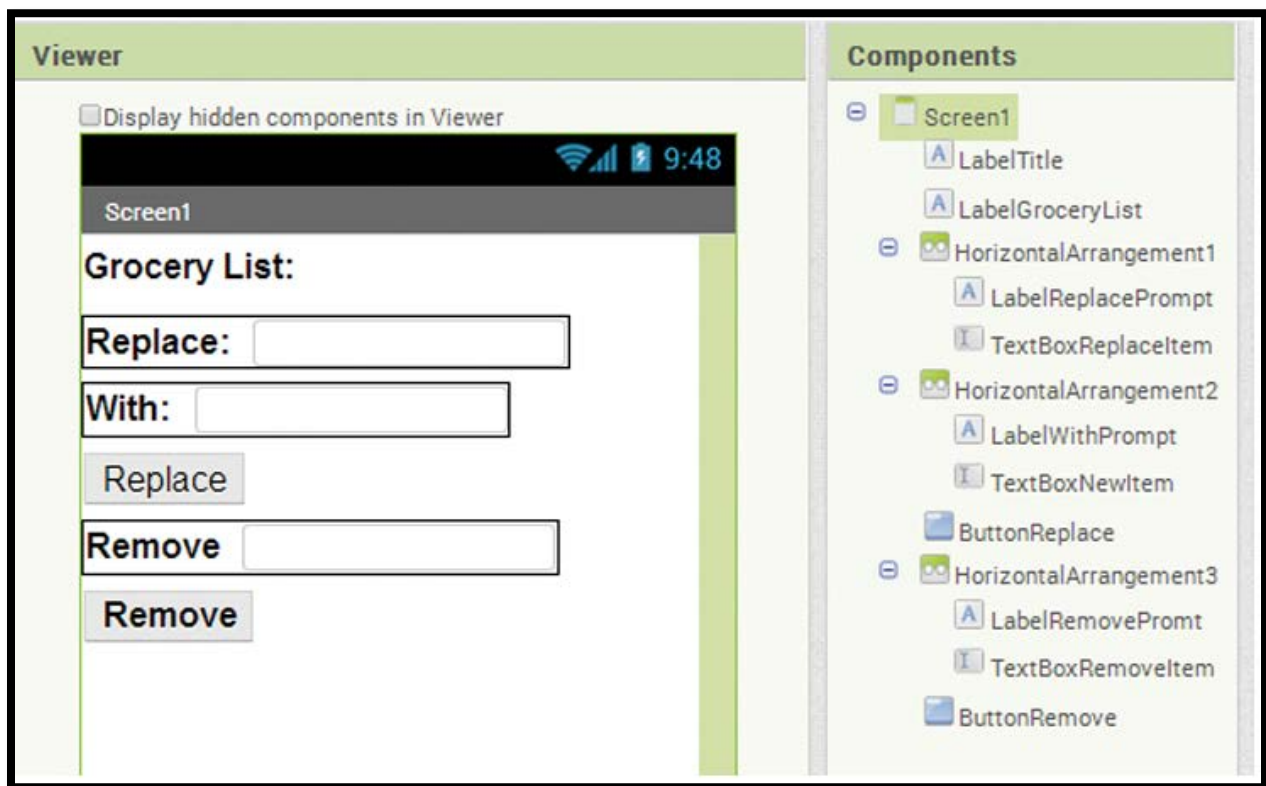 Viewer
Display hidden components in Viewer
9:48
Screen1
Grocery List:
Replace:
With:
Replace
Remove
Remove
Components
Screen1
A LabelTitle
A LabelGroceryList
HorizontalArrangement1
A LabelReplacePrompt
I TextBoxReplaceItem
HorizontalArrangement2
A LabelWithPrompt
I TextBoxNewItem
ButtonReplace
HorizontalArrangement3
A LabelRemovePromt
I TextBoxRemoveItem
ButtonRemove